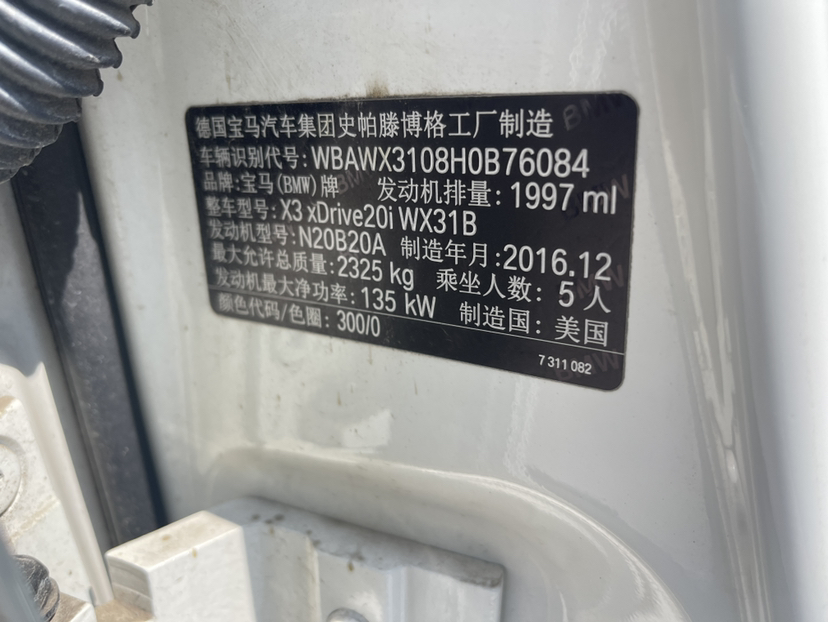 德国宝马汽车集团史帕滕博格工厂制造
车辆识别代号:WBAWX3108H0B76084
品牌:宝马(BMW)牌 发动机排量:1997 ml
整车型号:X3 xDrive20i WX31B
发动机型号:N20B20A 制造年月:2016.12
最大允许总质量:2325 kg 乘坐人数:5人
发动机最大净功率:135 kW 制造国:美国
颜色代码/色圈:300/0
7 311 082